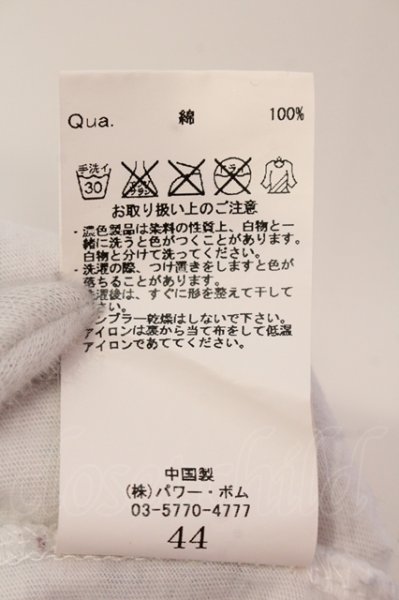 Qua. 綿 100%
手洗イ
30
お取り扱い上のご注意
・濃色製品は染料の性質上、白物と一
緒に洗うと色がつくことがあります。
白物と分けて洗ってください。
・洗濯の際、つけ置きをしますと色が
落ちることがあります。
洗濯後は、すぐに形を整えて干して
さい。
ンブラー乾燥はしないで下さい。
アイロンは裏から当て布をして低温
アイロンであててください。
中国製
(株)パワー・ボム
03-5770-4777
44
closet child